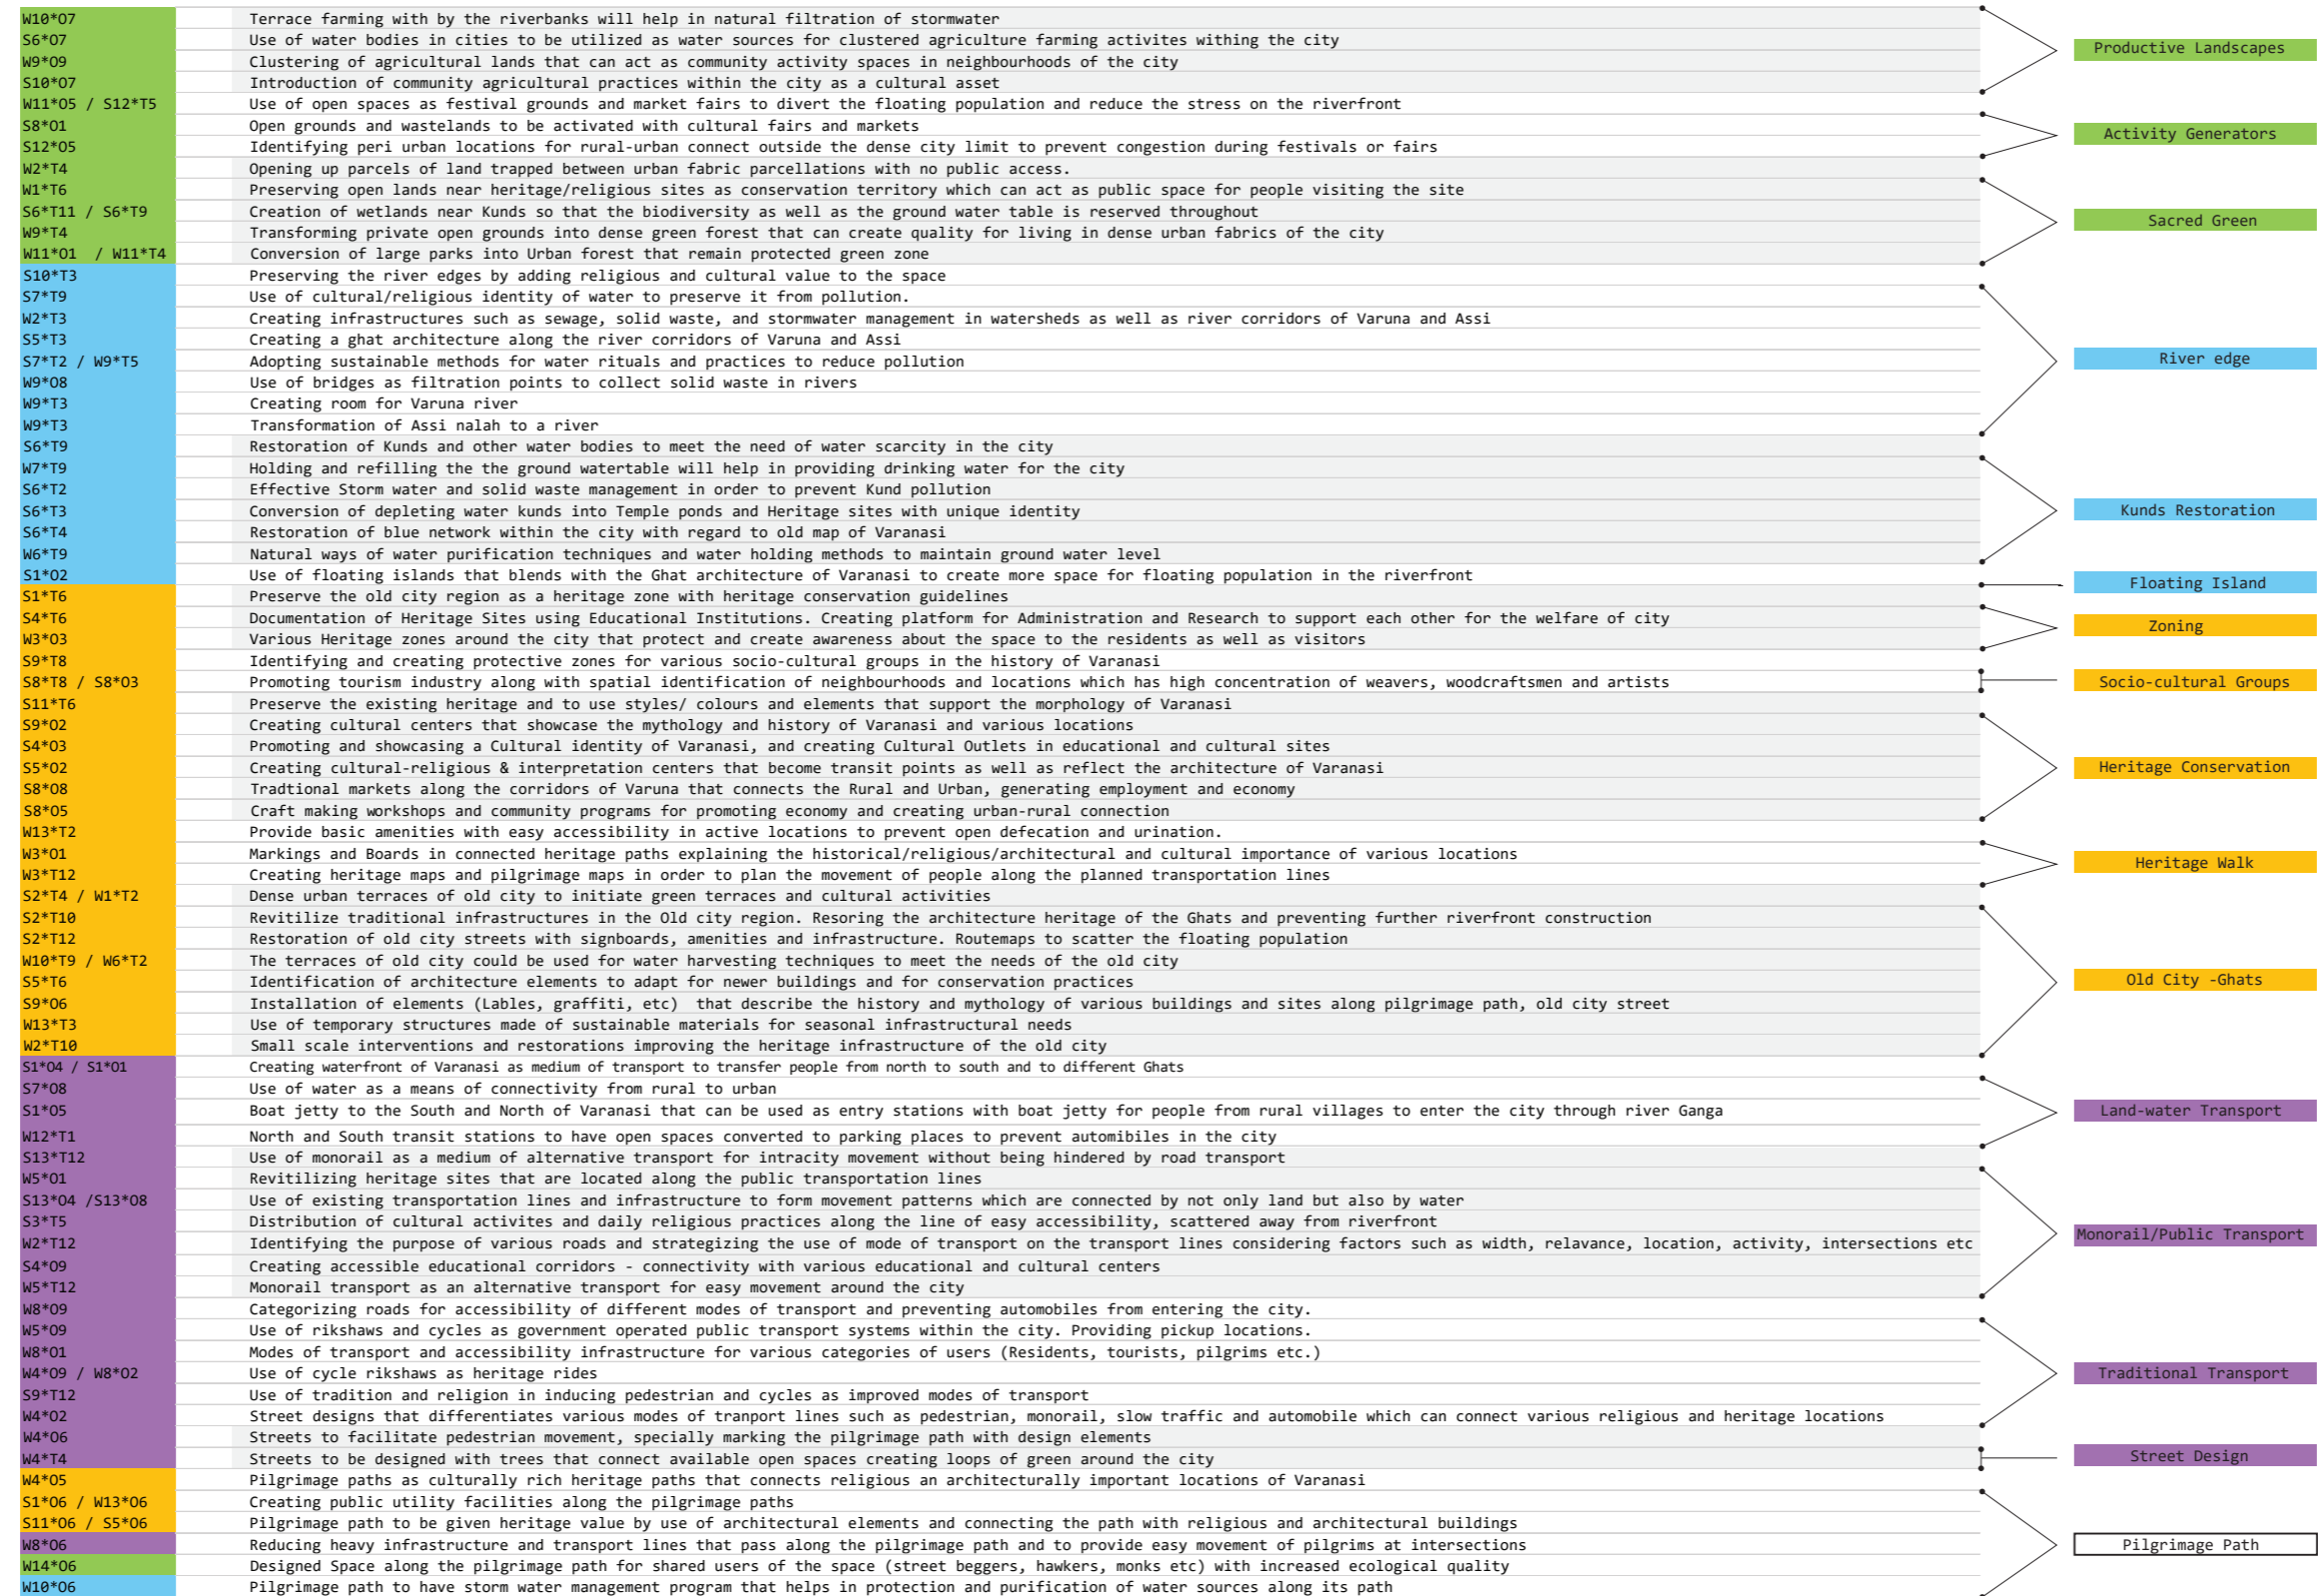 W10*O7 Terrace farming with by the riverbanks will help in natural filtration of stormwater
S6*O7 Use of water bodies in cities to be utilized as water sources for clustered agriculture farming activites withing the city
Productive Landscapes
W9*O9 Clustering of agricultural lands that can act as community activity spaces in neighbourhoods of the city
S10*O7 Introduction of community agricultural practices within the city as a cultural asset
W11*O5 / S12*T5 Use of open spaces as festival grounds and market fairs to divert the floating population and reduce the stress on the riverfront
S8*O1 Open grounds and wastelands to be activated with cultural fairs and markets
Activity Generators
S12*O5 Identifying peri urban locations for rural-urban connect outside the dense city limit to prevent congestion during festivals or fairs
W2*T4 Opening up parcels of land trapped between urban fabric parcellations with no public access.
W1*T6 Preserving open lands near heritage/religious sites as conservation territory which can act as public space for people visiting the site
S6*T11 / S6*T9 Creation of wetlands near Kunds so that the biodiversity as well as the ground water table is reserved throughout
Sacred Green
W9*T4 Transforming private open grounds into dense green forest that can create quality for living in dense urban fabrics of the city
W11*O1 / W11*T4 Conversion of large parks into Urban forest that remain protected green zone
S10*T3 Preserving the river edges by adding religious and cultural value to the space
S7*T9 Use of cultural/religious identity of water to preserve it from pollution.
W2*T3 Creating infrastructures such as sewage, solid waste, and stormwater management in watersheds as well as river corridors of Varuna and Assi
S5*T3 Creating a ghat architecture along the river corridors of Varuna and Assi
River edge
S7*T2 / W9*T5 Adopting sustainable methods for water rituals and practices to reduce pollution
W9*O8 Use of bridges as filtration points to collect solid waste in rivers
W9*T3 Creating room for Varuna river
W9*T3 Transformation of Assi nalah to a river
S6*T9 Restoration of Kunds and other water bodies to meet the need of water scarcity in the city
W7*T9 Holding and refilling the the ground watertable will help in providing drinking water for the city
S6*T2 Effective Storm water and solid waste management in order to prevent Kund pollution
S6*T3 Conversion of depleting water kunds into Temple ponds and Heritage sites with unique identity
Kunds Restoration
S6*T4 Restoration of blue network within the city with regard to old map of Varanasi
W6*T9 Natural ways of water purification techniques and water holding methods to maintain ground water level
S1*O2 Use of floating islands that blends with the Ghat architecture of Varanasi to create more space for floating population in the riverfront
Floating Island
S1*T6 Preserve the old city region as a heritage zone with heritage conservation guidelines
S4*T6 Documentation of Heritage Sites using Educational Institutions. Creating platform for Administration and Research to support each other for the welfare of city
Zoning
W3*O3 Various Heritage zones around the city that protect and create awareness about the space to the residents as well as visitors
S9*T8 Identifying and creating protective zones for various socio-cultural groups in the history of Varanasi
S8*T8 / S8*O3 Promoting tourism industry along with spatial identification of neighbourhoods and locations which has high concentration of weavers, woodcraftsmen and artists
Socio-cultural Groups
S11*T6 Preserve the existing heritage and to use styles/ colours and elements that support the morphology of Varanasi
S9*O2 Creating cultural centers that showcase the mythology and history of Varanasi and various locations
S4*O3 Promoting and showcasing a Cultural identity of Varanasi, and creating Cultural Outlets in educational and cultural sites
S5*O2 Creating cultural-religious & interpretation centers that become transit points as well as reflect the architecture of Varanasi
Heritage Conservation
S8*O8 Tradtional markets along the corridors of Varuna that connects the Rural and Urban, generating employment and economy
S8*O5 Craft making workshops and community programs for promoting economy and creating urban-rural connection
W13*T2 Provide basic amenities with easy accessibility in active locations to prevent open defecation and urination.
W3*O1 Markings and Boards in connected heritage paths explaining the historical/religious/architectural and cultural importance of various locations
Heritage Walk
W3*T12 Creating heritage maps and pilgrimage maps in order to plan the movement of people along the planned transportation lines
S2*T4 / W1*T2 Dense urban terraces of old city to initiate green terraces and cultural activities
S2*T10 Revitilize traditional infrastructures in the Old city region. Resoring the architecture heritage of the Ghats and preventing further riverfront construction
S2*T12 Restoration of old city streets with signboards, amenities and infrastructure. Routemaps to scatter the floating population
W10*T9 / W6*T2 The terraces of old city could be used for water harvesting techniques to meet the needs of the old city
S5*T6 Identification of architecture elements to adapt for newer buildings and for conservation practices
Old City -Ghats
S9*O6 Installation of elements (Lables, graffiti, etc) that describe the history and mythology of various buildings and sites along pilgrimage path, old city street
W13*T3 Use of temporary structures made of sustainable materials for seasonal infrastructural needs
W2*T10 Small scale interventions and restorations improving the heritage infrastructure of the old city
S1*O4 / S1*O1 Creating waterfront of Varanasi as medium of transport to transfer people from north to south and to different Ghats
S7*O8 Use of water as a means of connectivity from rural to urban
S1*O5 Boat jetty to the South and North of Varanasi that can be used as entry stations with boat jetty for people from rural villages to enter the city through river Ganga
Land-water Transport
W12*T1 North and South transit stations to have open spaces converted to parking places to prevent automibiles in the city
S13*T12 Use of monorail as a medium of alternative transport for intracity movement without being hindered by road transport
W5*O1 Revitilizing heritage sites that are located along the public transportation lines
S13*O4 /S13*O8 Use of existing transportation lines and infrastructure to form movement patterns which are connected by not only land but also by water
S3*T5 Distribution of cultural activites and daily religious practices along the line of easy accessibility, scattered away from riverfront
Monorail/Public Transport
W2*T12 Identifying the purpose of various roads and strategizing the use of mode of transport on the transport lines considering factors such as width, relavance, location, activity, intersections etc
S4*O9 Creating accessible educational corridors - connectivity with various educational and cultural centers
W5*T12 Monorail transport as an alternative transport for easy movement around the city
W8*O9 Categorizing roads for accessibility of different modes of transport and preventing automobiles from entering the city.
W5*O9 Use of rikshaws and cycles as government operated public transport systems within the city. Providing pickup locations.
W8*O1 Modes of transport and accessibility infrastructure for various categories of users (Residents, tourists, pilgrims etc.)
W4*O9 / W8*O2 Use of cycle rikshaws as heritage rides
Traditional Transport
S9*T12 Use of tradition and religion in inducing pedestrian and cycles as improved modes of transport
W4*O2 Street designs that differentiates various modes of tranport lines such as pedestrian, monorail, slow traffic and automobile which can connect various religious and heritage locations
W4*O6 Streets to facilitate pedestrian movement, specially marking the pilgrimage path with design elements
Street Design
W4*T4 Streets to be designed with trees that connect available open spaces creating loops of green around the city
W4*O5 Pilgrimage paths as culturally rich heritage paths that connects religious an architecturally important locations of Varanasi
S1*O6 / W13*O6 Creating public utility facilities along the pilgrimage paths
S11*O6 / S5*O6 Pilgrimage path to be given heritage value by use of architectural elements and connecting the path with religious and architectural buildings
W8*O6 Reducing heavy infrastructure and transport lines that pass along the pilgrimage path and to provide easy movement of pilgrims at intersections
Pilgrimage Path
W14*O6 Designed Space along the pilgrimage path for shared users of the space (street beggers, hawkers, monks etc) with increased ecological quality
W10*O6 Pilgrimage path to have storm water management program that helps in protection and purification of water sources along its path